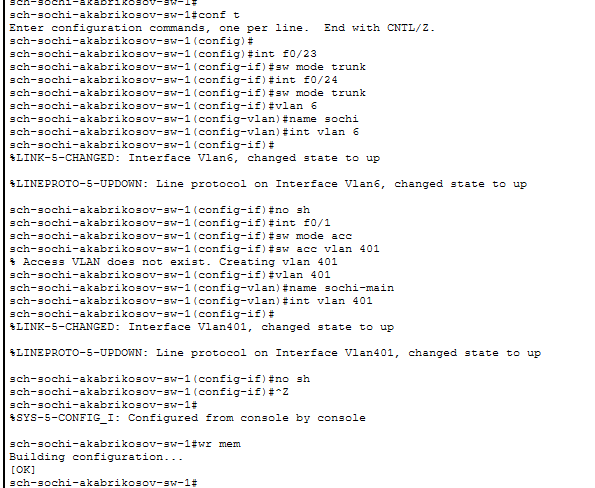 sch-sochi-akabrikosov-sw-1#
sch-sochi-akabrikosov-sw-1#conf t
Enter configuration commands, one per line.  End with CNTL/Z.
sch-sochi-akabrikosov-sw-1(config)#
sch-sochi-akabrikosov-sw-1(config)#int f0/23
sch-sochi-akabrikosov-sw-1(config-if)#sw mode trunk
sch-sochi-akabrikosov-sw-1(config-if)#int f0/24
sch-sochi-akabrikosov-sw-1(config-if)#sw mode trunk
sch-sochi-akabrikosov-sw-1(config-if)#vlan 6
sch-sochi-akabrikosov-sw-1(config-vlan)#name sochi
sch-sochi-akabrikosov-sw-1(config-vlan)#int vlan 6
sch-sochi-akabrikosov-sw-1(config-if)#
%LINK-5-CHANGED: Interface Vlan6, changed state to up
%LINEPROTO-5-UPDOWN: Line protocol on Interface Vlan6, changed state to up
sch-sochi-akabrikosov-sw-1(config-if)#no sh
sch-sochi-akabrikosov-sw-1(config-if)#int f0/1
sch-sochi-akabrikosov-sw-1(config-if)#sw mode acc
sch-sochi-akabrikosov-sw-1(config-if)#sw acc vlan 401
% Access VLAN does not exist. Creating vlan 401
sch-sochi-akabrikosov-sw-1(config-if)#vlan 401
sch-sochi-akabrikosov-sw-1(config-vlan)#name sochi-main
sch-sochi-akabrikosov-sw-1(config-vlan)#int vlan 401
sch-sochi-akabrikosov-sw-1(config-if)#
%LINK-5-CHANGED: Interface Vlan401, changed state to up
%LINEPROTO-5-UPDOWN: Line protocol on Interface Vlan401, changed state to up
sch-sochi-akabrikosov-sw-1(config-if)#no sh
sch-sochi-akabrikosov-sw-1(config-if)#^Z
sch-sochi-akabrikosov-sw-1#
%SYS-5-CONFIG_I: Configured from console by console
sch-sochi-akabrikosov-sw-1#wr mem
Building configuration...
[OK]
sch-sochi-akabrikosov-sw-1#